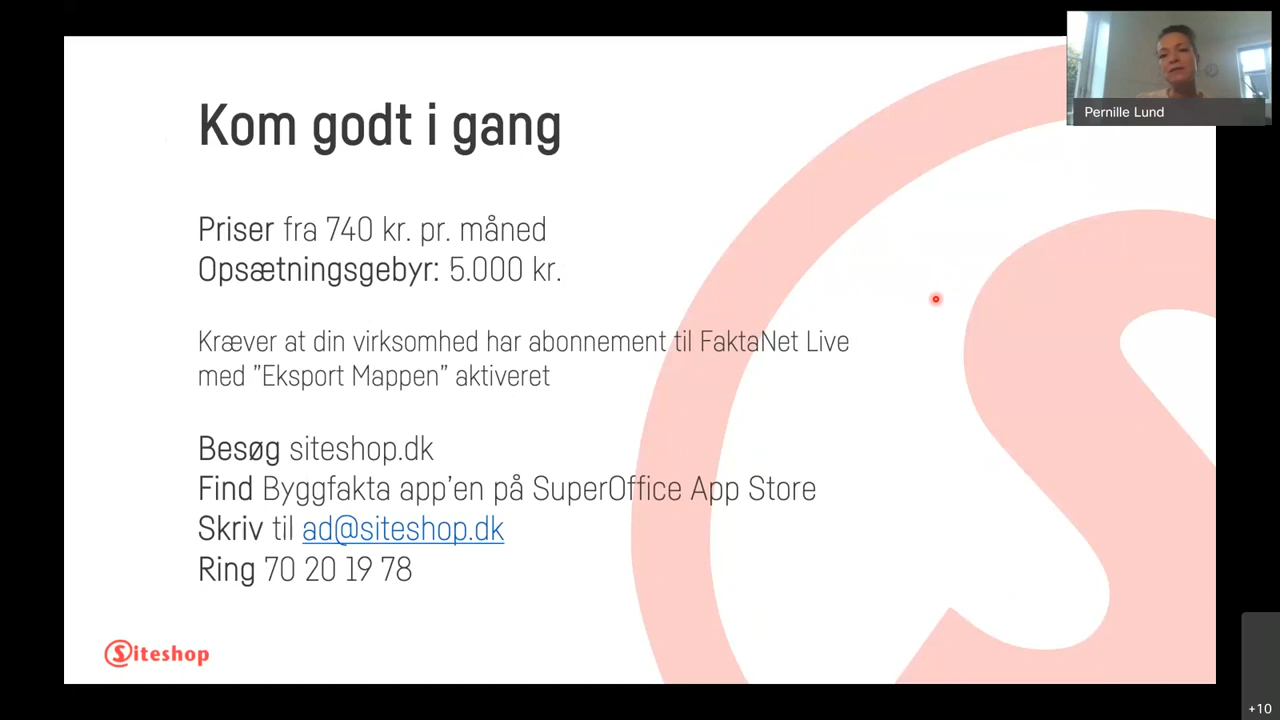 Kom godt i gang
Priser fra 740 kr. pr. måned
Opsætningsgebyr: 5.000 kr.
Kræver at din virksomhed har abonnement til FaktaNet Live
med ”Eksport Mappen” aktiveret
Besøg siteshop.dk
Find Byggfakta app’en på SuperOffice App Store
Skriv til ad@siteshop.dk
Ring 70 20 19 78
Siteshop
Pernille Lund
+10